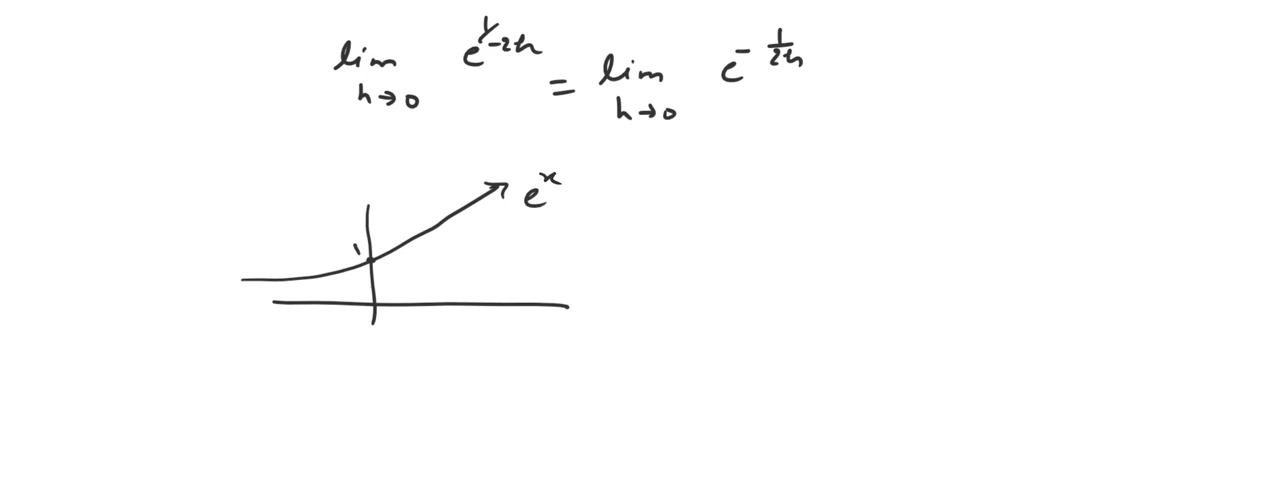 lim h→0 e^{1/-2h} = lim h→0 e^{-1/2h}
e^x
1